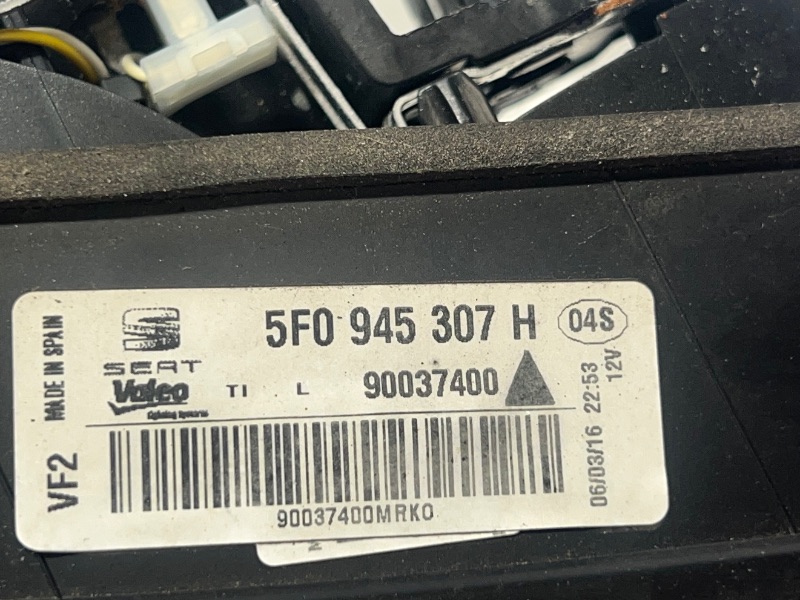 5F0 945 307 H
04S
SEAT
Valeo
TI L 90037400
90037400MRKO
MADE IN SPAIN
VF2
06/03/16 22:53
12V